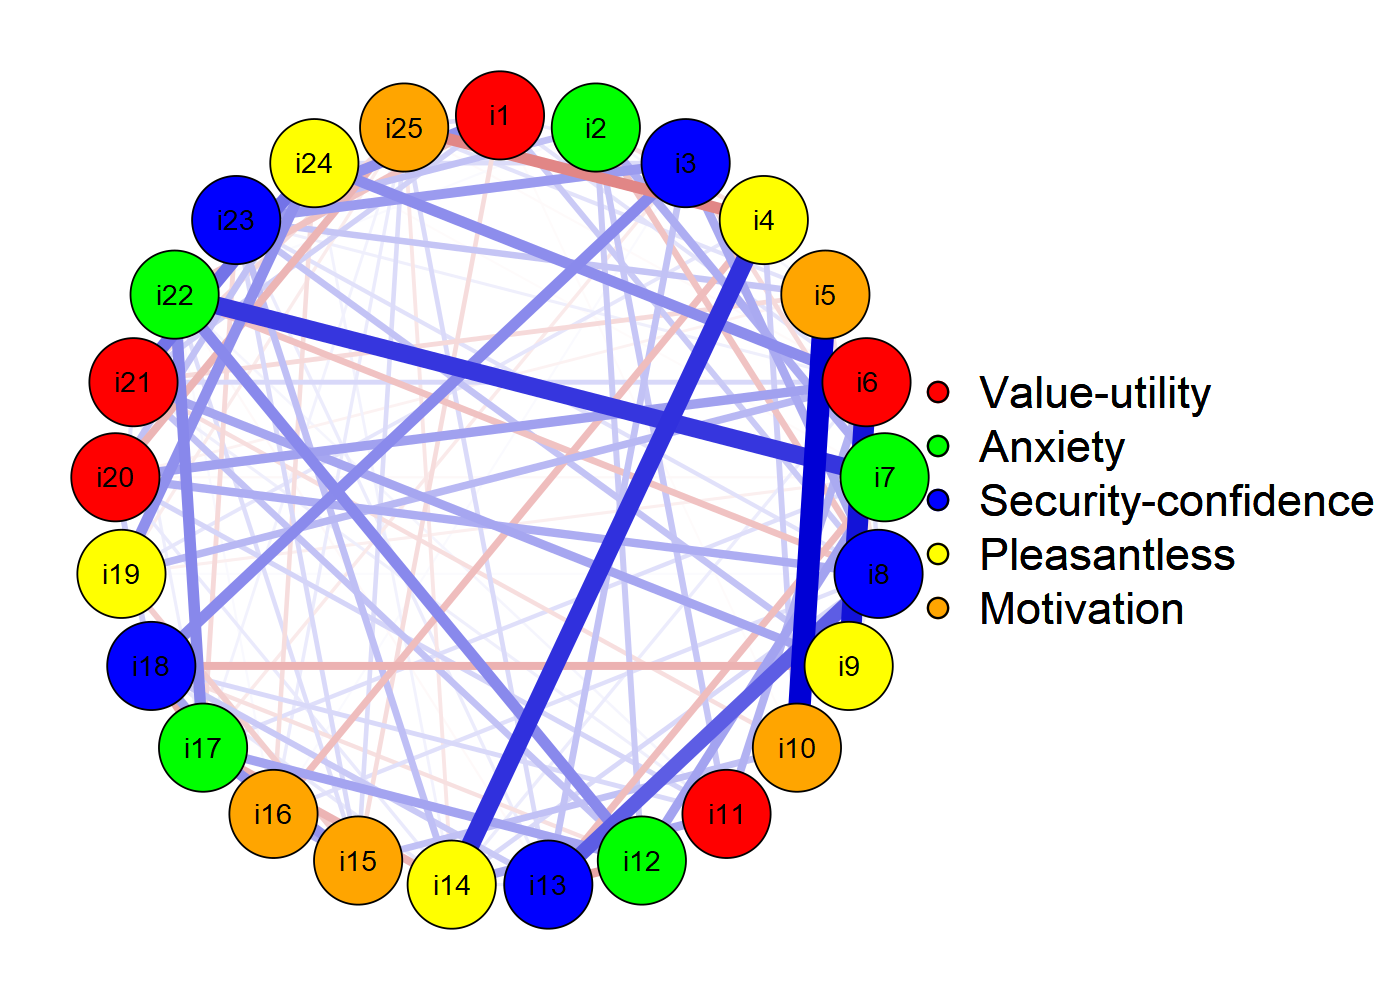 i1
i2
i3
i4
i5
i6
i7
i8
i9
i10
i11
i12
i13
i14
i15
i16
i17
i18
i19
i20
i21
i22
i23
i24
i25
Value-utility
Anxiety
Security-confidence
Pleasantless
Motivation